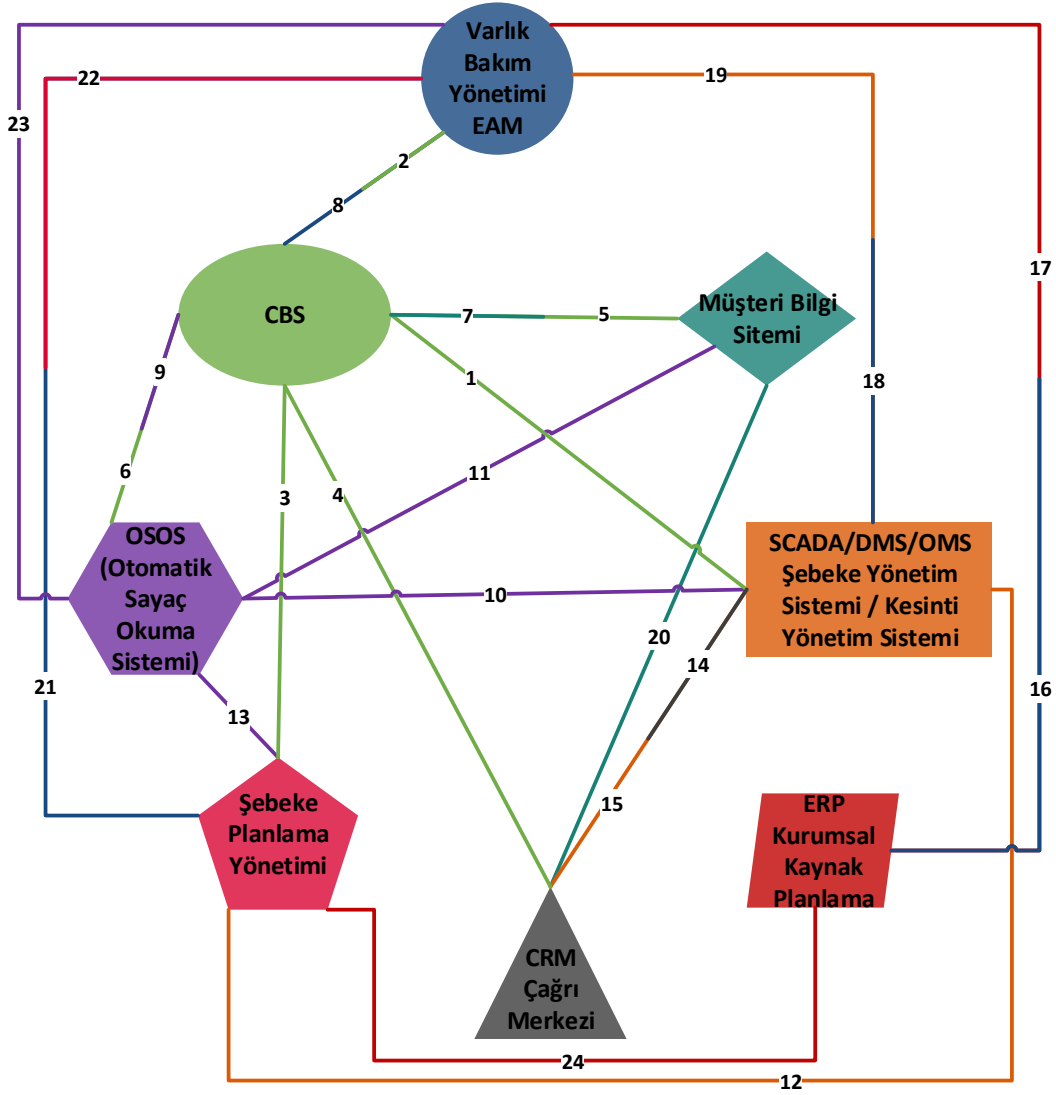 Varlık
Bakım
Yönetimi
EAM
22
19
23
2
8
17
CBS
7
5
Müşteri Bilgi
Sitemi
9
1
18
11
6
3
4
OSOS
(Otomatik
Sayaç
Okuma
Sistemi)
10
SCADA/DMS/OMS
Şebeke Yönetim
Sistemi / Kesinti
Yönetim Sistemi
20
14
21
16
13
15
Şebeke
Planlama
Yönetimi
ERP
Kurumsal
Kaynak
Planlama
CRM
Çağrı
Merkezi
24
12